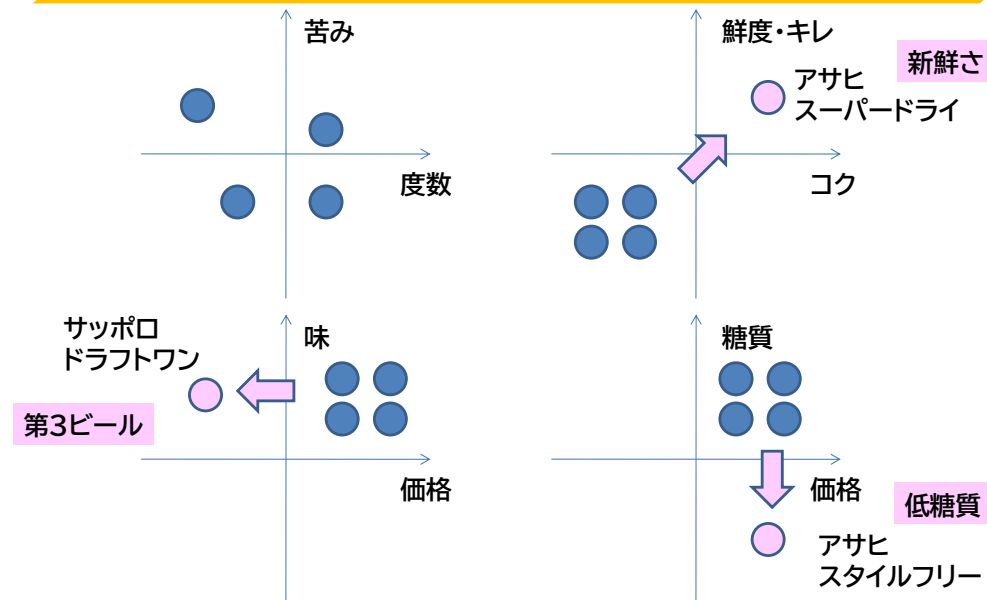 苦み
度数
鮮度・キレ
新鮮さ
アサヒ
スーパードライ
コク
サッポロ
ドラフトワン
味
第3ビール
価格
糖質
価格
低糖質
アサヒ
スタイルフリー